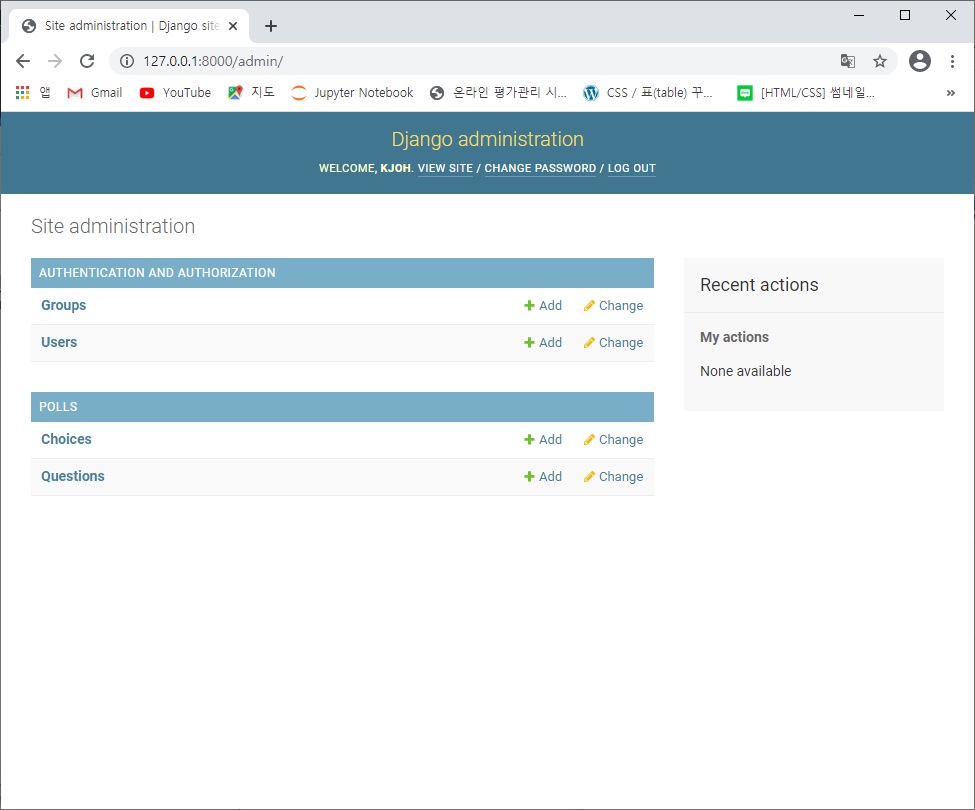 Site administration | Django site
127.0.0.1:8000/admin/
앱 Gmail YouTube 지도 Jupyter Notebook 온라인 평가관리 시... CSS / 표(table) 꾸... [HTML/CSS] 썸네일... »
Django administration
WELCOME, KJOH. VIEW SITE / CHANGE PASSWORD / LOG OUT
Site administration
AUTHENTICATION AND AUTHORIZATION
Groups Add Change
Users Add Change
POLLS
Choices Add Change
Questions Add Change
Recent actions
My actions
None available